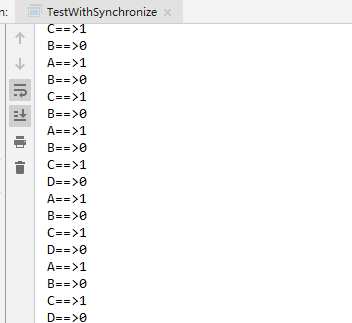 n:
TestWithSynchronize ×
C==>1
B==>0
A==>1
B==>0
C==>1
B==>0
A==>1
B==>0
C==>1
D==>0
A==>1
B==>0
C==>1
D==>0
A==>1
B==>0
C==>1
D==>0